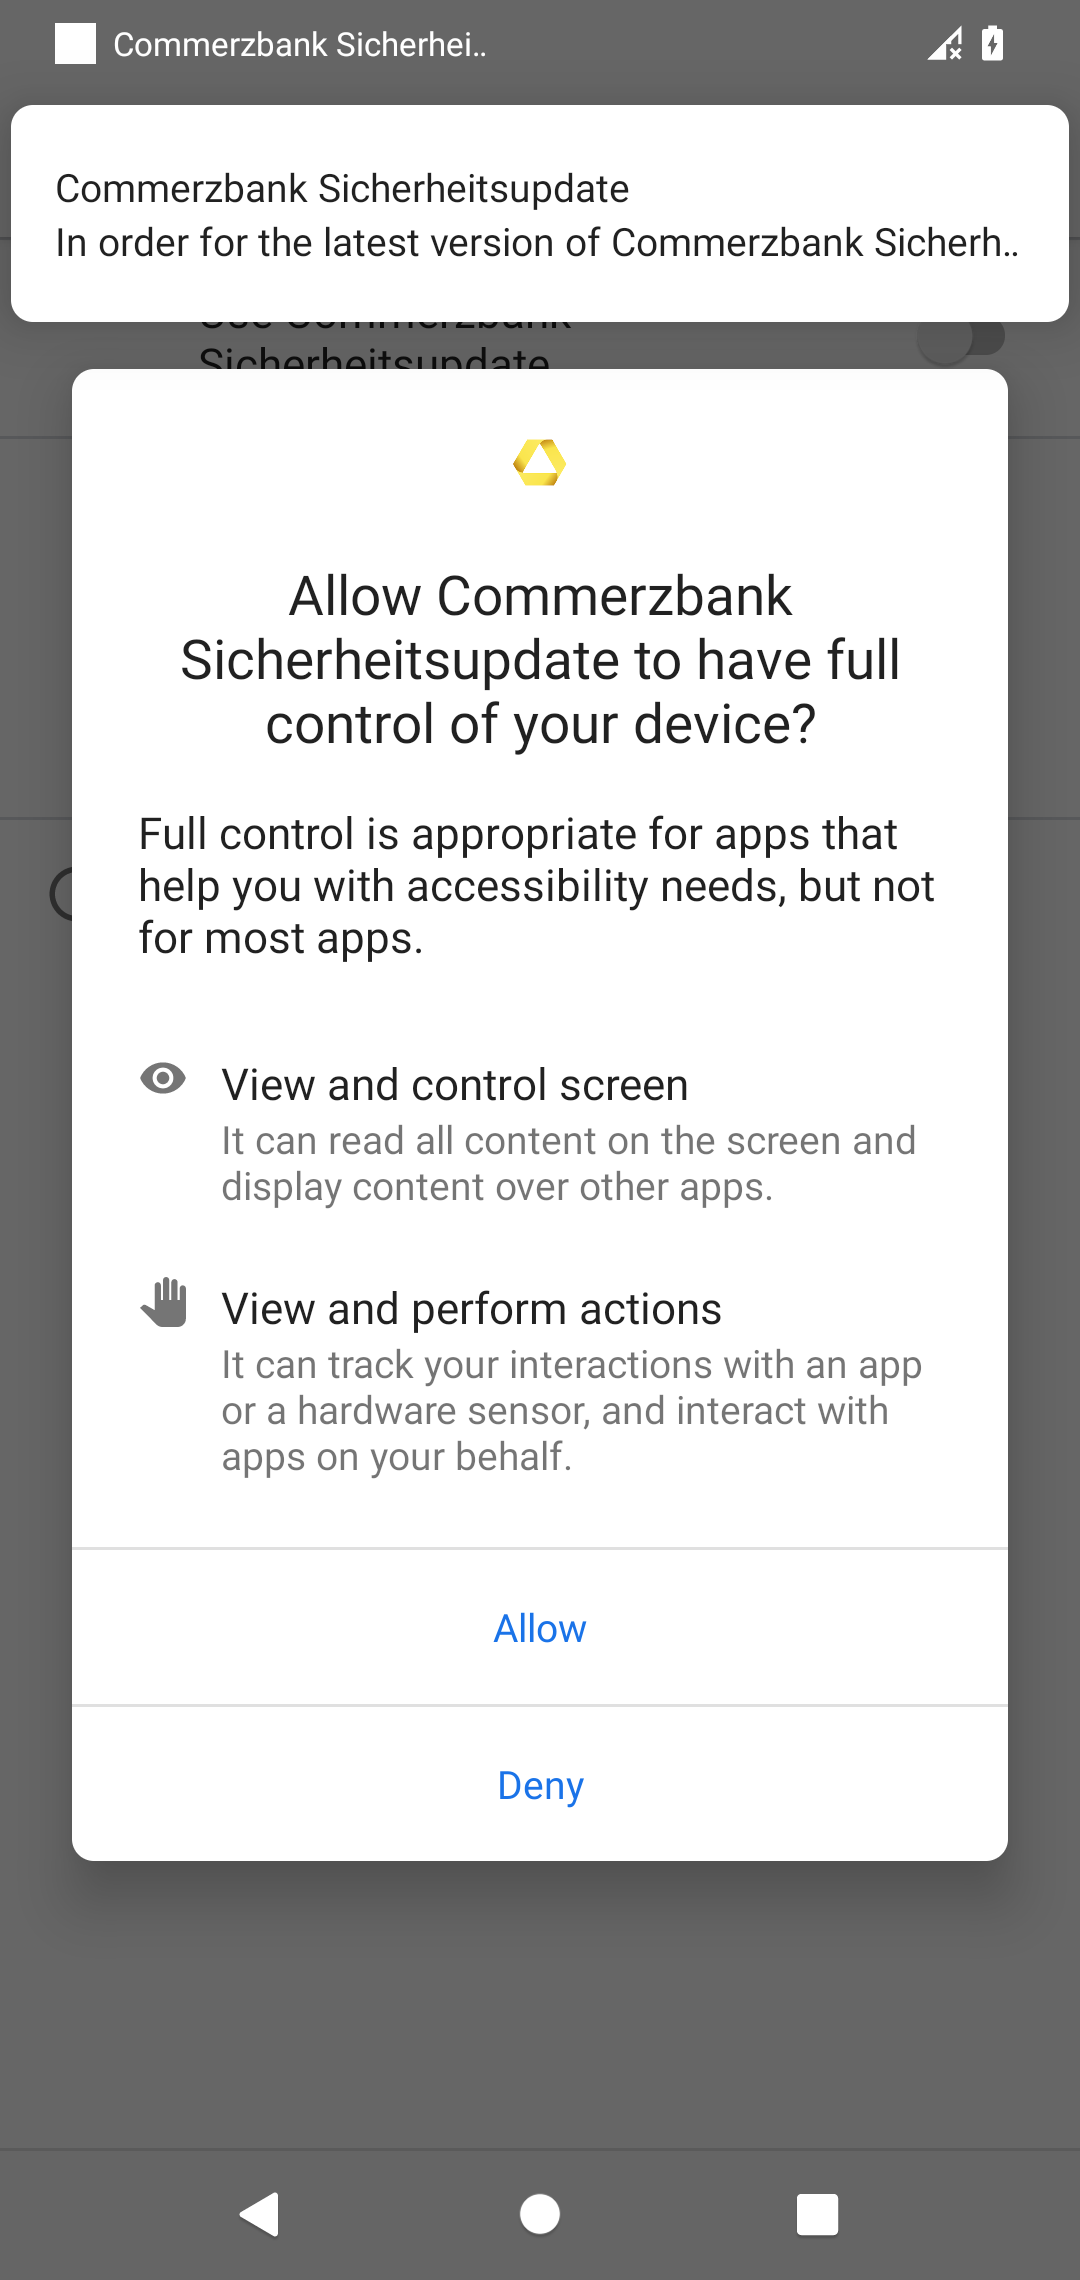 Commerzbank Sicherhei..
Commerzbank Sicherheitsupdate
In order for the latest version of Commerzbank Sicherh..
Use Commerzbank
Sicherheitsupdate
Allow Commerzbank
Sicherheitsupdate to have full
control of your device?
Full control is appropriate for apps that
help you with accessibility needs, but not
for most apps.
View and control screen
It can read all content on the screen and
display content over other apps.
View and perform actions
It can track your interactions with an app
or a hardware sensor, and interact with
apps on your behalf.
Allow
Deny